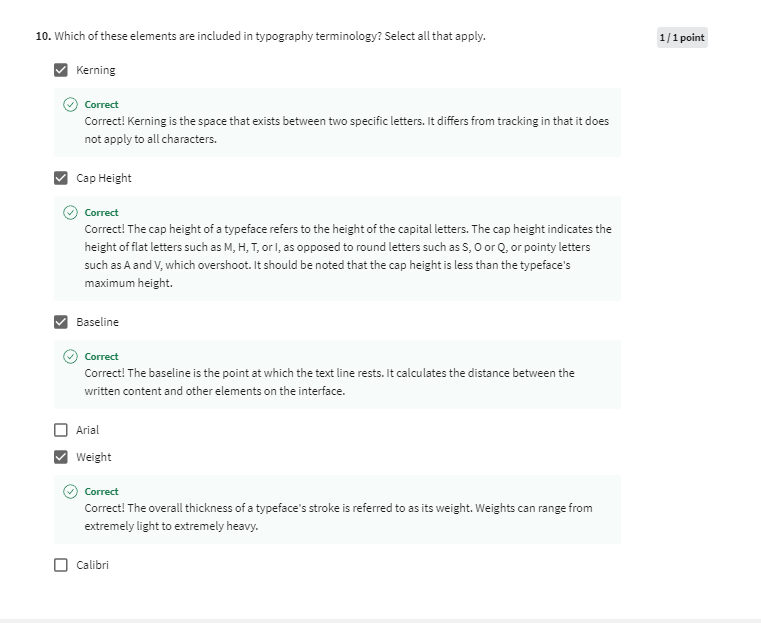 10. Which of these elements are included in typography terminology? Select all that apply.
1 / 1 point
Kerning
Correct
Correct! Kerning is the space that exists between two specific letters. It differs from tracking in that it does
not apply to all characters.
Cap Height
Correct
Correct! The cap height of a typeface refers to the height of the capital letters. The cap height indicates the
height of flat letters such as M, H, T, or I, as opposed to round letters such as S, O or Q, or pointy letters
such as A and V, which overshoot. It should be noted that the cap height is less than the typeface's
maximum height.
Baseline
Correct
Correct! The baseline is the point at which the text line rests. It calculates the distance between the
written content and other elements on the interface.
Arial
Weight
Correct
Correct! The overall thickness of a typeface's stroke is referred to as its weight. Weights can range from
extremely light to extremely heavy.
Calibri